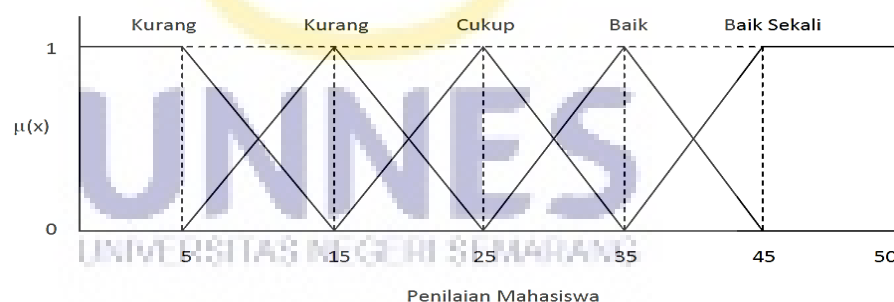 Kurang Kurang Cukup Baik Baik Sekali
1
μ(x)
0
UNNES
UNIVERSITAS NEGERI SEMARANG
5 15 25 35 45 50
Penilaian Mahasiswa